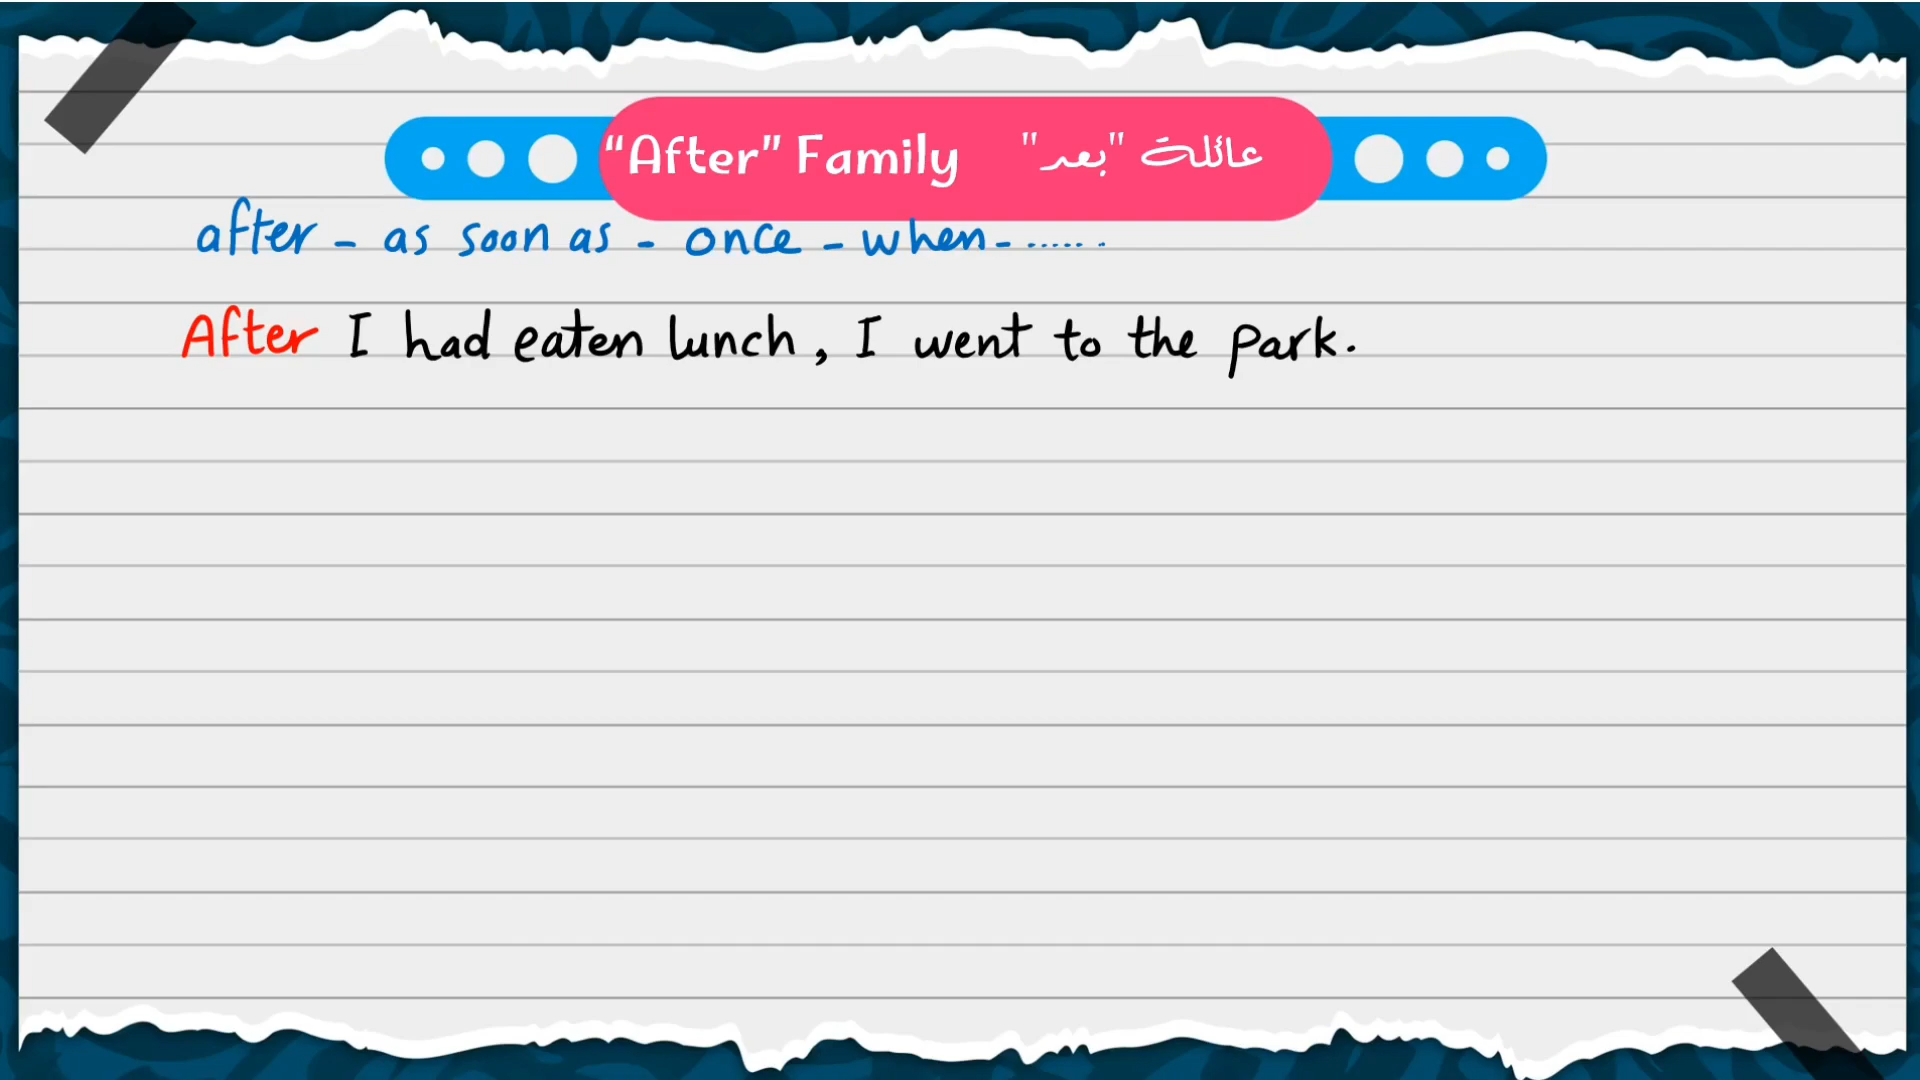 “After” Family عائلة "بعد"
after - as soon as - once - when - .......
After I had eaten lunch, I went to the park.